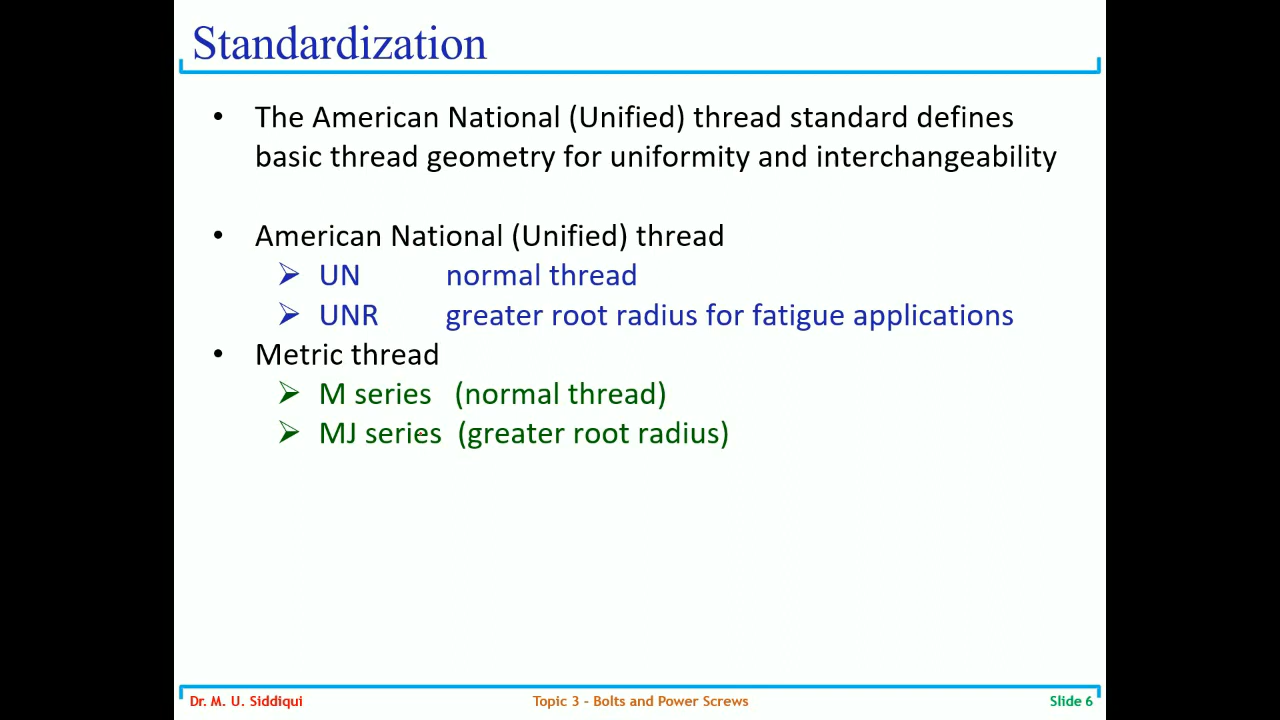 Standardization
• The American National (Unified) thread standard defines
basic thread geometry for uniformity and interchangeability
• American National (Unified) thread
➢ UN normal thread
➢ UNR greater root radius for fatigue applications
• Metric thread
➢ M series (normal thread)
➢ MJ series (greater root radius)
Dr. M. U. Siddiqui Topic 3 - Bolts and Power Screws Slide 6